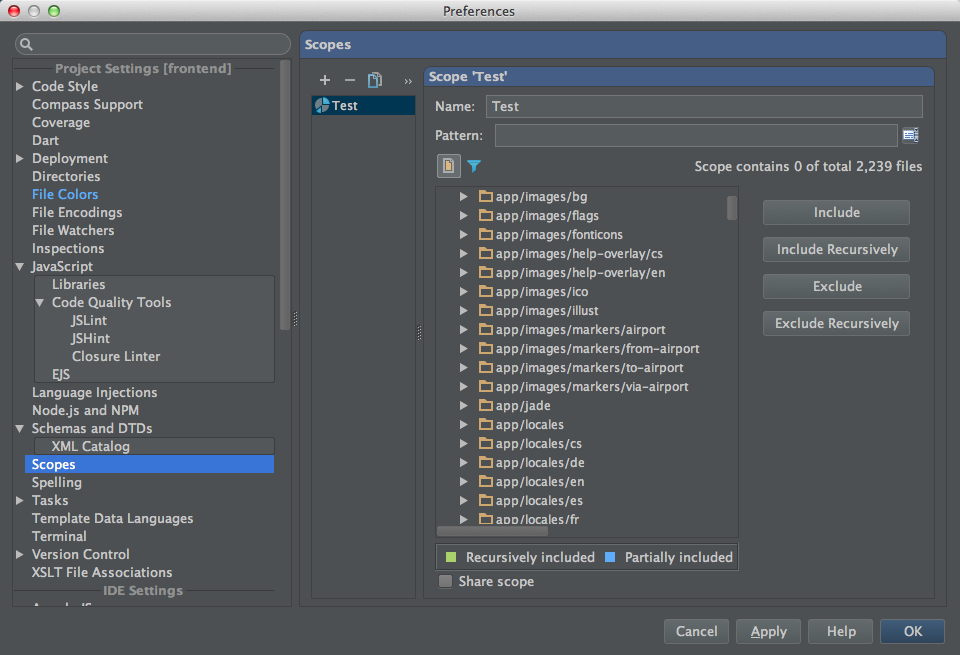 Preferences
Project Settings [frontend]
Code Style
Compass Support
Coverage
Dart
Deployment
Directories
File Colors
File Encodings
File Watchers
Inspections
JavaScript
Libraries
Code Quality Tools
JSLint
JSHint
Closure Linter
EJS
Language Injections
Node.js and NPM
Schemas and DTDs
XML Catalog
Scopes
Spelling
Tasks
Template Data Languages
Terminal
Version Control
XSLT File Associations
IDE Settings
Scopes
Test
Scope 'Test'
Name: Test
Pattern:
Scope contains 0 of total 2,239 files
app/images/bg
app/images/flags
app/images/fonticons
app/images/help-overlay/cs
app/images/help-overlay/en
app/images/ico
app/images/illust
app/images/markers/airport
app/images/markers/from-airport
app/images/markers/to-airport
app/images/markers/via-airport
app/jade
app/locales
app/locales/cs
app/locales/de
app/locales/en
app/locales/es
app/locales/fr
Include
Include Recursively
Exclude
Exclude Recursively
Recursively included Partially included
Share scope
Cancel Apply Help OK